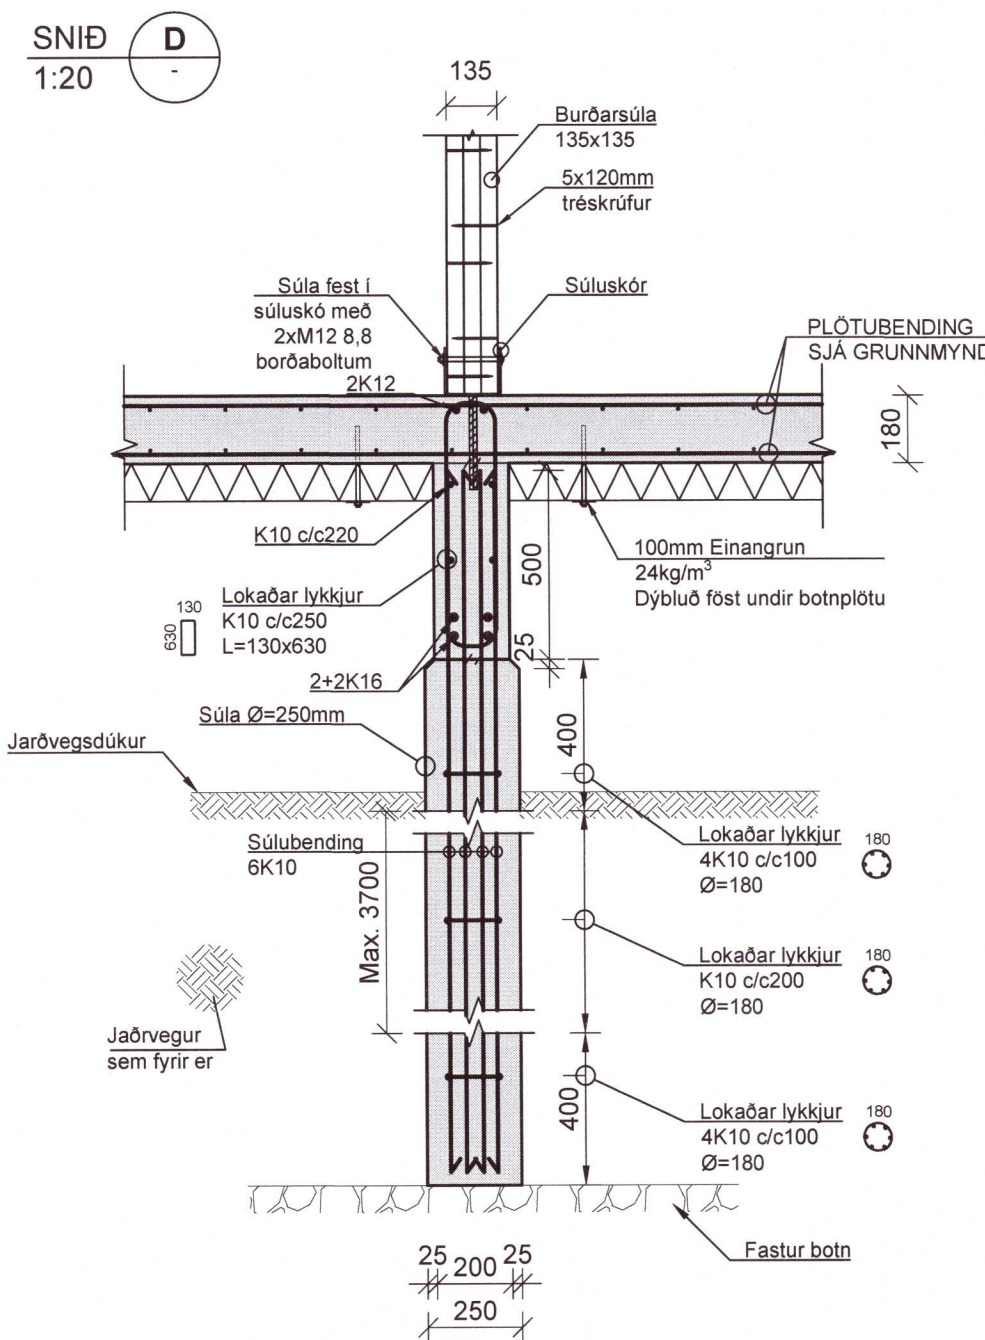 SNIÐ
D
1:20
-
135
Burðarsúla
135x135
5x120mm
tréskrúfur
Súla fest í
súluskó með
2xM12 8,8
borðaboltum
Súluskór
PLÖTUBENDING
SJÁ GRUNNMYND
2K12
180
K10 c/c220
500
100mm Einangrun
24kg/m³
Dýbluð föst undir botnplötu
Lokaðar lykkjur
K10 c/c250
L=130x630
130
630
25
2+2K16
Súla Ø=250mm
400
Jarðvegsdúkur
Súlubending
6K10
Max. 3700
Lokaðar lykkjur
4K10 c/c100
Ø=180
180
Lokaðar lykkjur
K10 c/c200
Ø=180
180
Jaðrvegur
sem fyrir er
400
Lokaðar lykkjur
4K10 c/c100
Ø=180
180
Fastur botn
25 200 25
250